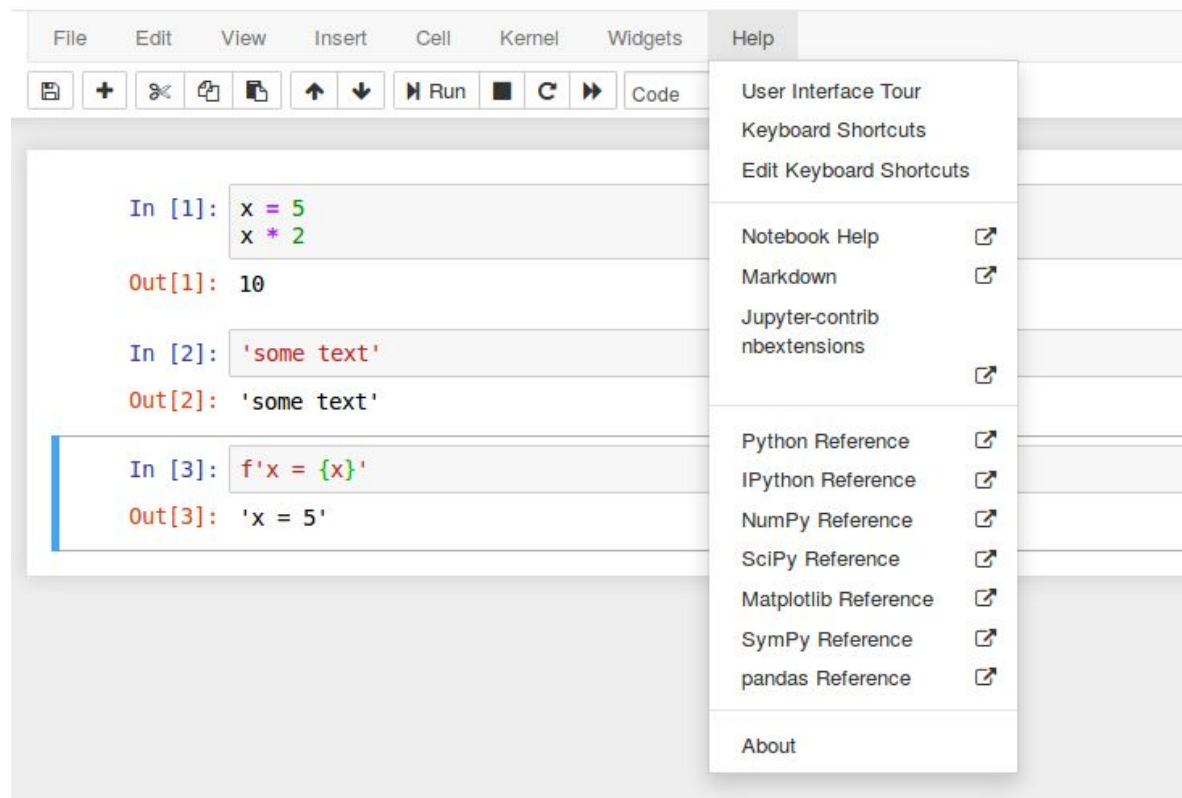 File Edit View Insert Cell Kernel Widgets Help
Run Code
In [1]: x = 5
x * 2
Out[1]: 10
In [2]: 'some text'
Out[2]: 'some text'
In [3]: f'x = {x}'
Out[3]: 'x = 5'
User Interface Tour
Keyboard Shortcuts
Edit Keyboard Shortcuts
Notebook Help
Markdown
Jupyter-contrib
nbextensions
Python Reference
IPython Reference
NumPy Reference
SciPy Reference
Matplotlib Reference
SymPy Reference
pandas Reference
About